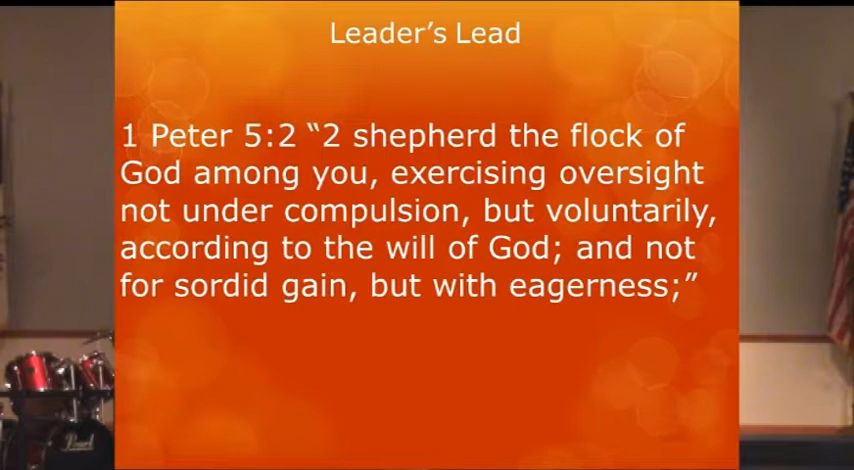 Leader’s Lead
1 Peter 5:2 “2 shepherd the flock of
God among you, exercising oversight
not under compulsion, but voluntarily,
according to the will of God; and not
for sordid gain, but with eagerness;”
Pearl